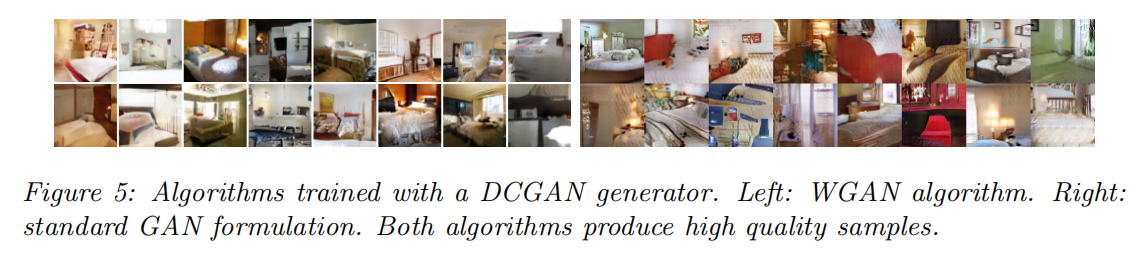 Figure 5: Algorithms trained with a DCGAN generator. Left: WGAN algorithm. Right:
standard GAN formulation. Both algorithms produce high quality samples.